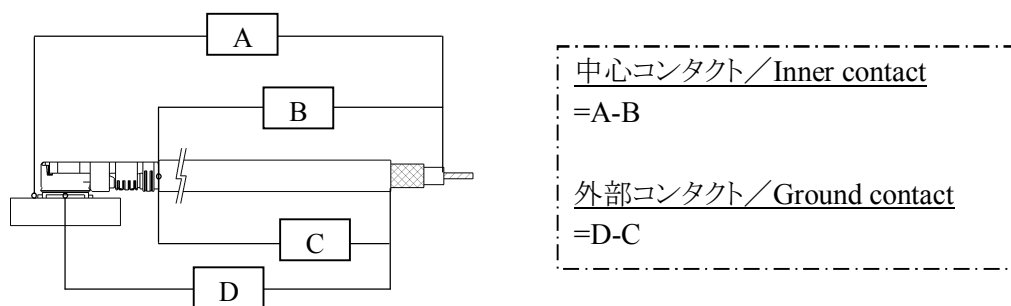 A
B
C
D
中心コンタクト／Inner contact
=A-B
外部コンタクト／Ground contact
=D-C